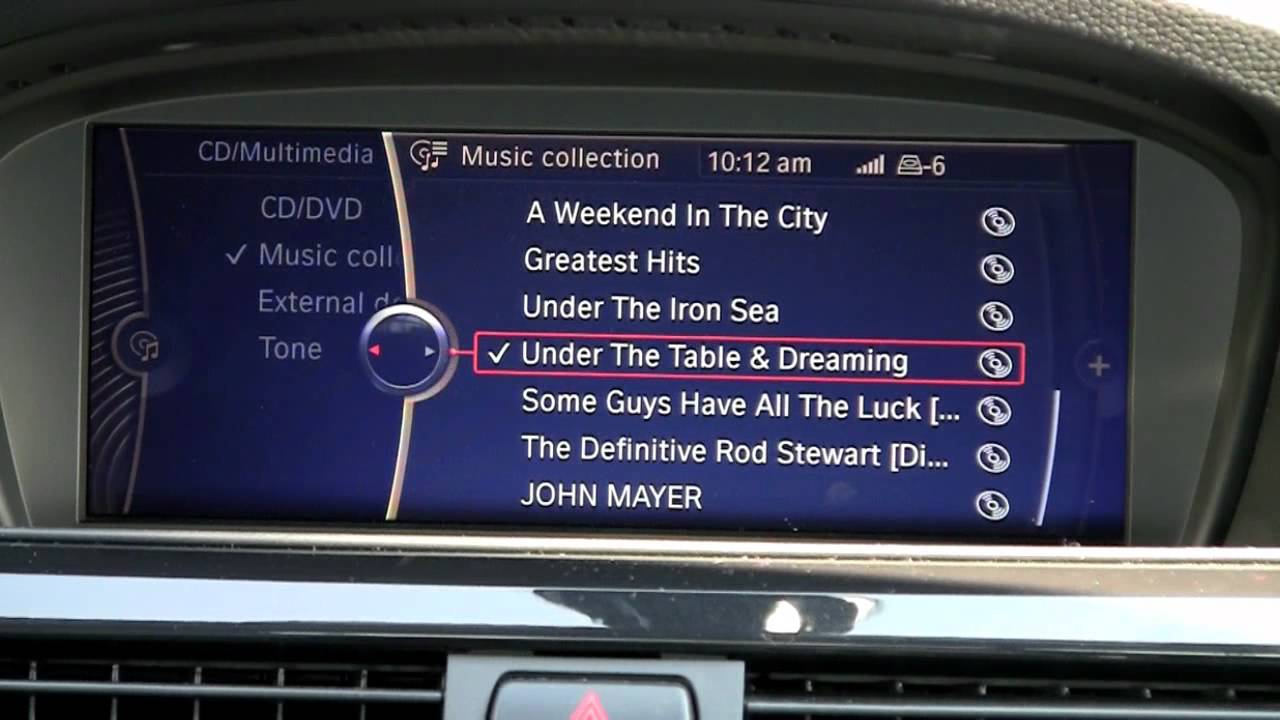 CD/Multimedia
Music collection
10:12 am
-6
CD/DVD
✓ Music coll
External d
Tone
A Weekend In The City
Greatest Hits
Under The Iron Sea
✓ Under The Table & Dreaming
Some Guys Have All The Luck [...
The Definitive Rod Stewart [Di...
JOHN MAYER
+